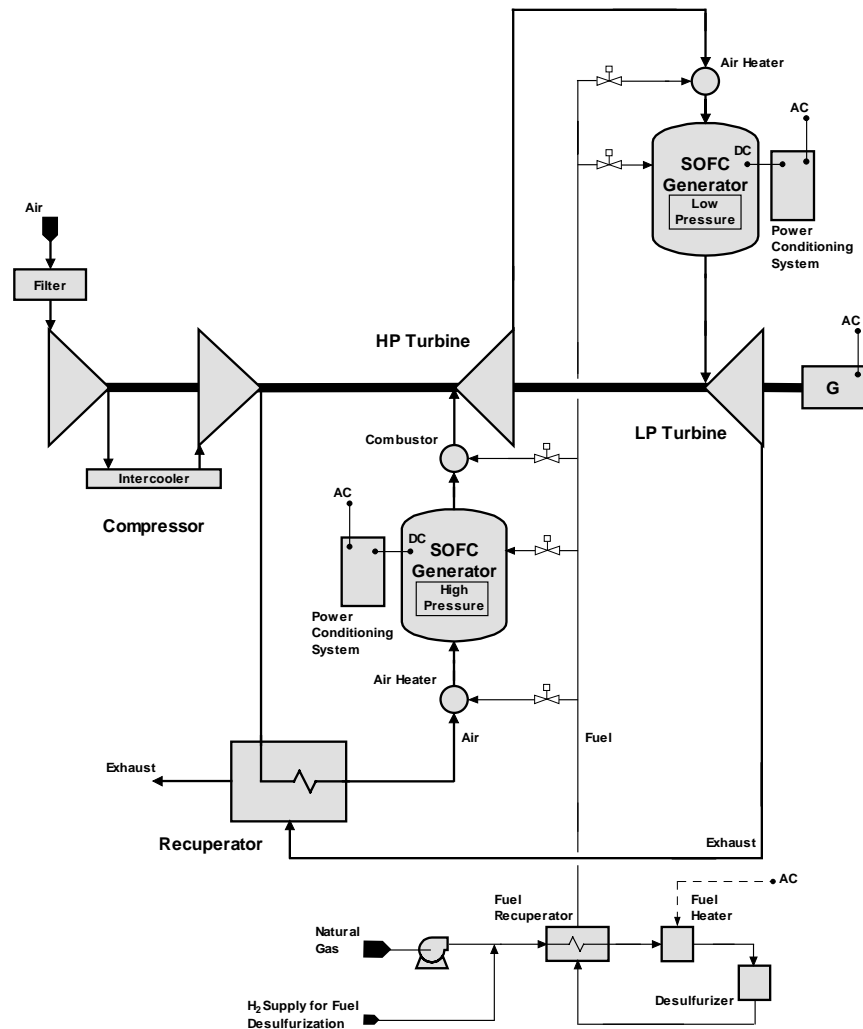 Air Heater
AC
DC
SOFC
Generator
Low
Pressure
Power
Conditioning
System
Air
Filter
HP Turbine
AC
G
LP Turbine
Combustor
Intercooler
Compressor
AC
DC
SOFC
Generator
High
Pressure
Power
Conditioning
System
Air Heater
Air
Fuel
Exhaust
Recuperator
Exhaust
AC
Fuel
Recuperator
Fuel
Heater
Natural
Gas
Desulfurizer
H2 Supply for Fuel
Desulfurization